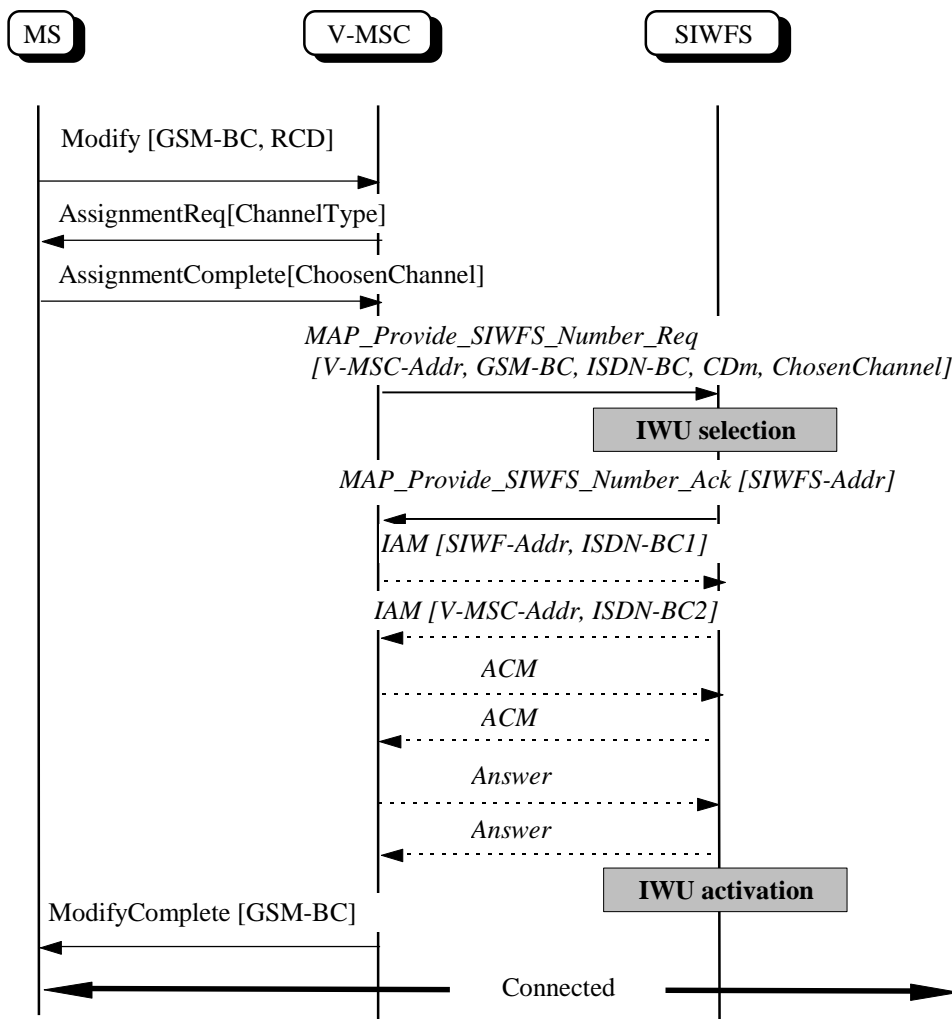 MS V-MSC SIWFS
Modify [GSM-BC, RCD]
AssignmentReq[ChannelType]
AssignmentComplete[ChoosenChannel]
MAP_Provide_SIWFS_Number_Req
[V-MSC-Addr, GSM-BC, ISDN-BC, CDm, ChosenChannel]
IWU selection
MAP_Provide_SIWFS_Number_Ack [SIWFS-Addr]
IAM [SIWF-Addr, ISDN-BC1]
IAM [V-MSC-Addr, ISDN-BC2]
ACM
ACM
Answer
Answer
IWU activation
ModifyComplete [GSM-BC]
Connected